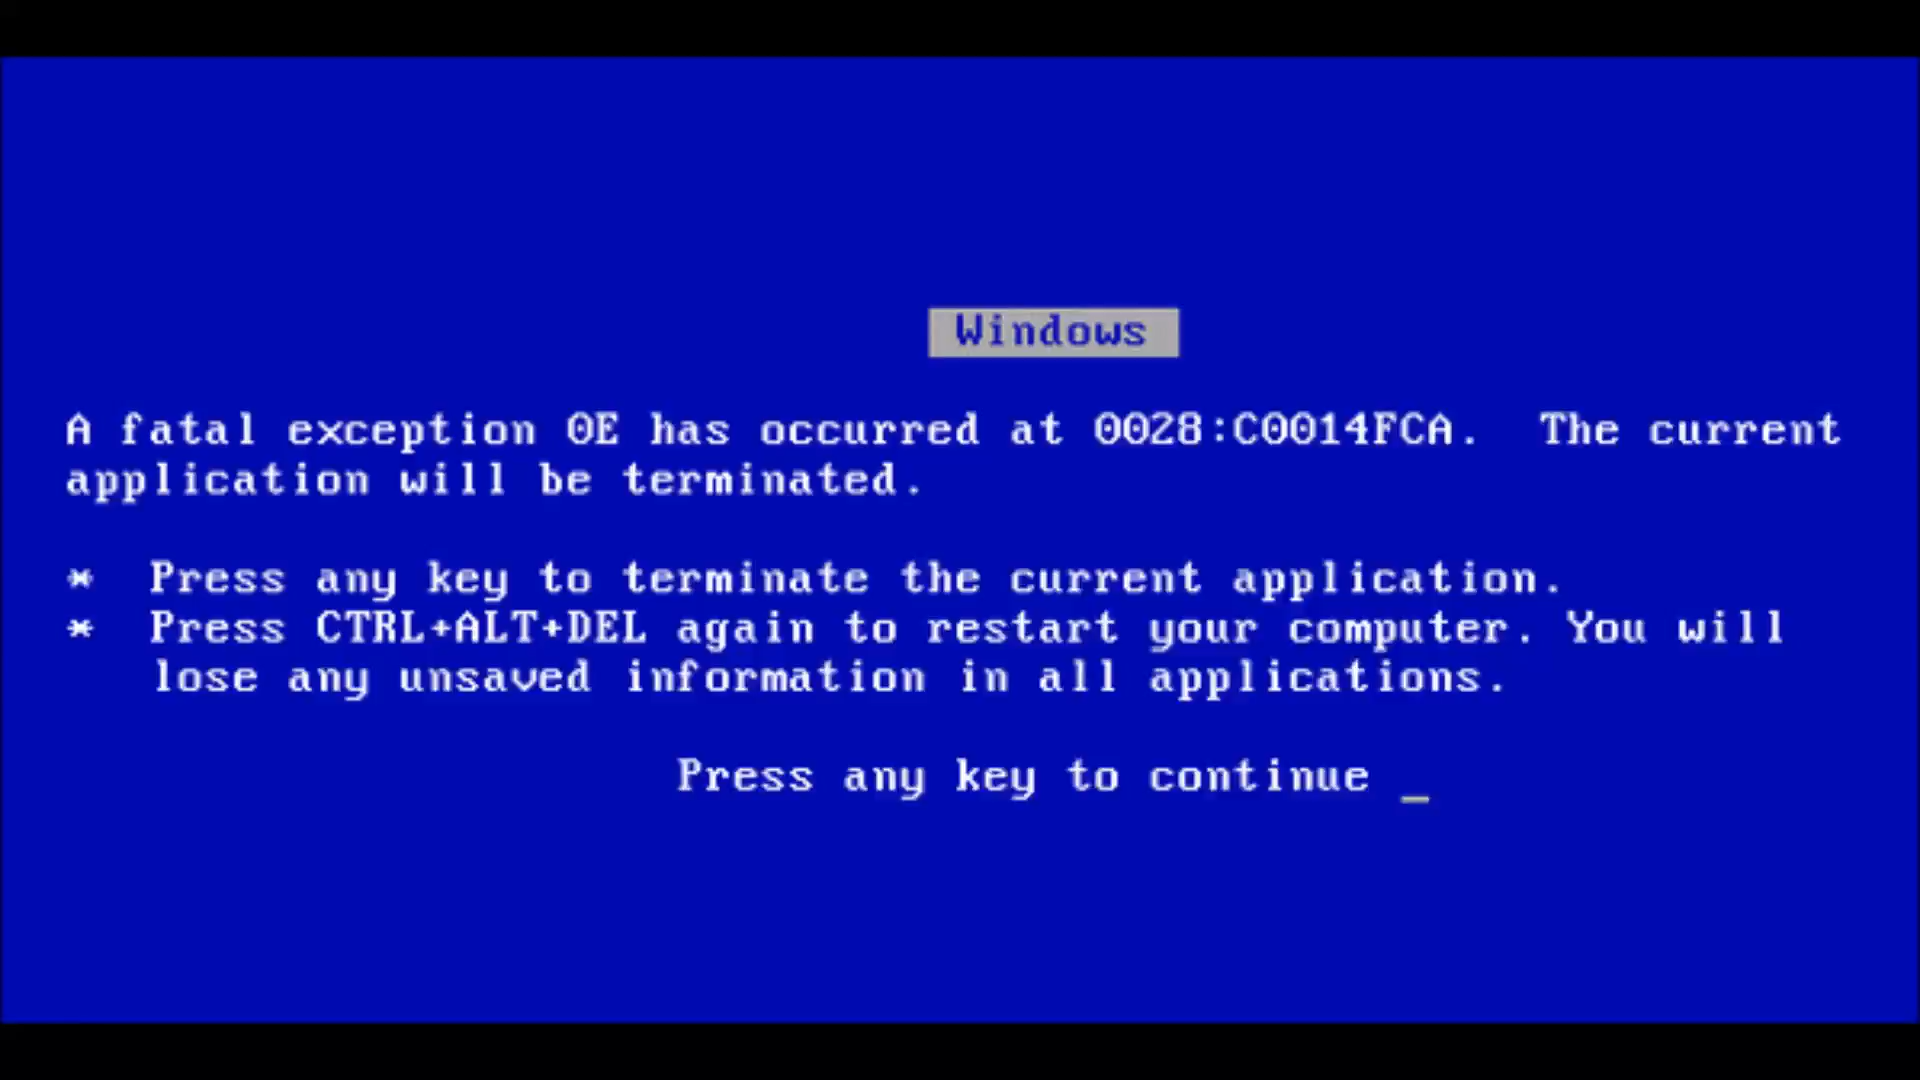 Windows
A fatal exception 0E has occurred at 0028:C0014FCA.  The current
application will be terminated.
*  Press any key to terminate the current application.
*  Press CTRL+ALT+DEL again to restart your computer. You will
lose any unsaved information in all applications.
Press any key to continue _